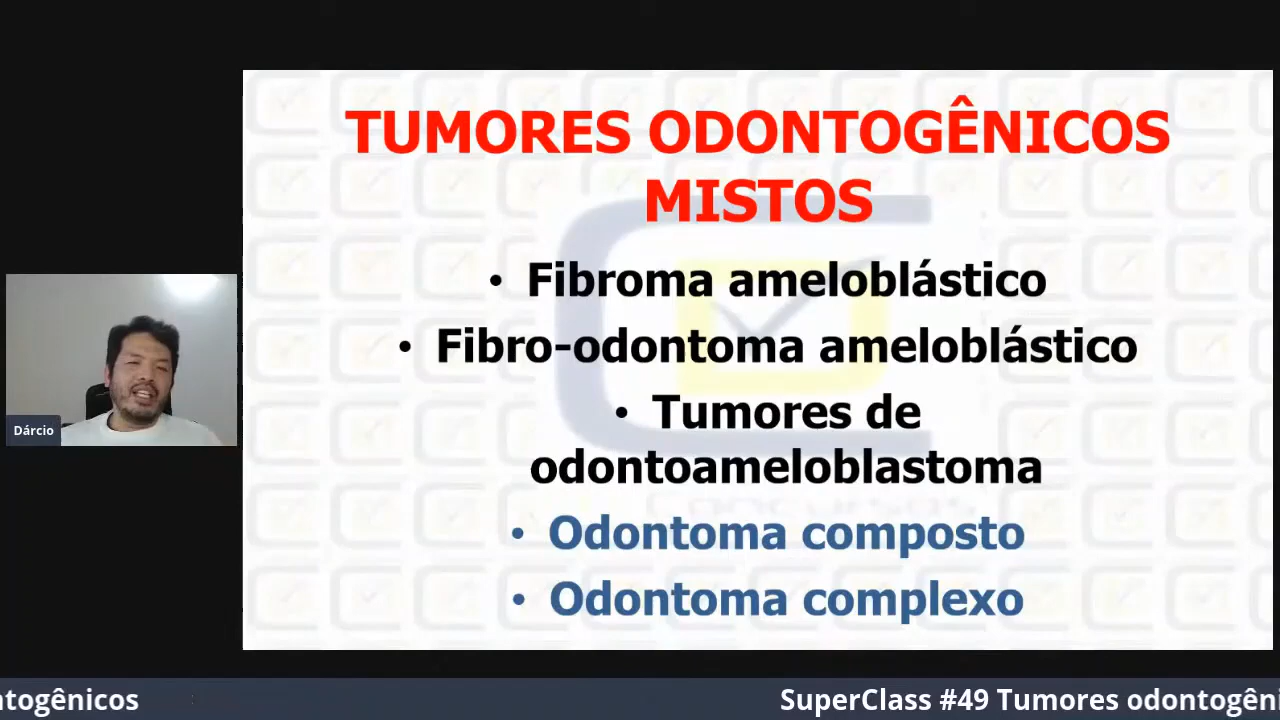 TUMORES ODONTOGÊNICOS
MISTOS
• Fibroma ameloblástico
• Fibro-odontoma ameloblástico
• Tumores de
odontoameloblastoma
• Odontoma composto
• Odontoma complexo
Dárcio
ntogênicos
SuperClass #49 Tumores odontogêni